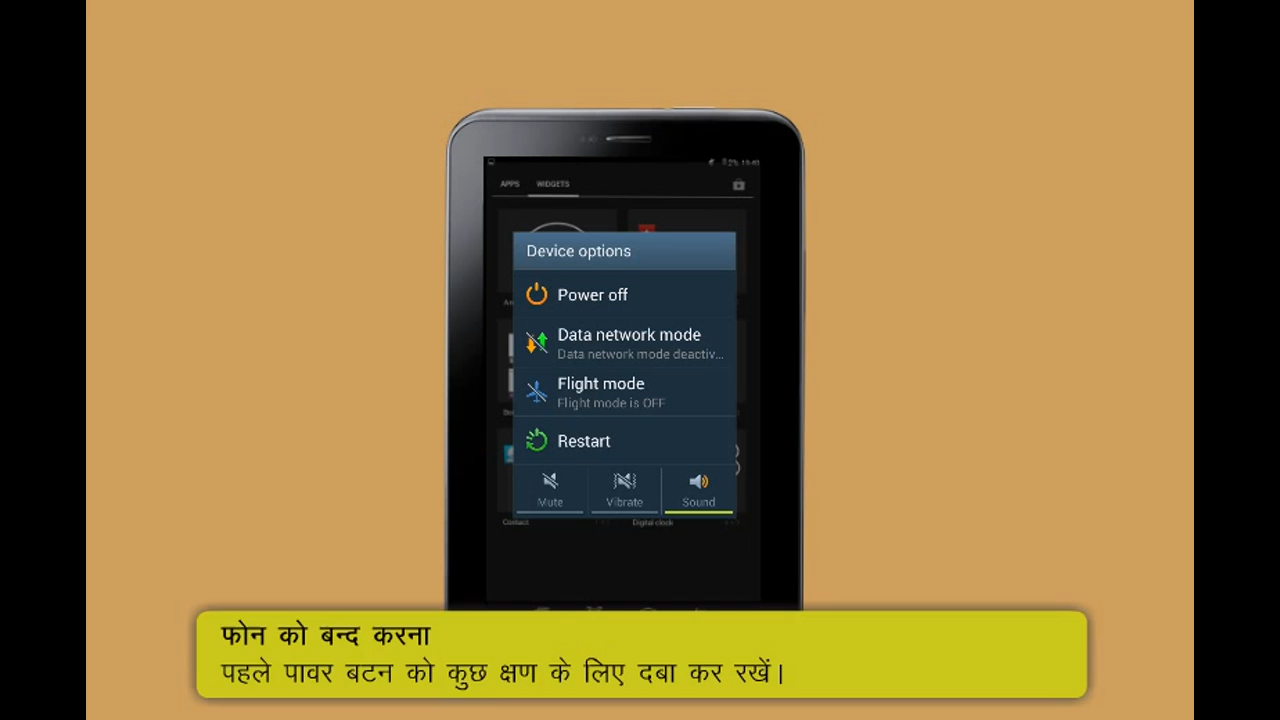 APPS WIDGETS
Device options
Power off
Data network mode
Data network mode deactiv...
Flight mode
Flight mode is OFF
Restart
Mute Vibrate Sound
Contact Digital clock
फोन को बन्द करना
पहले पावर बटन को कुछ क्षण के लिए दबा कर रखें।